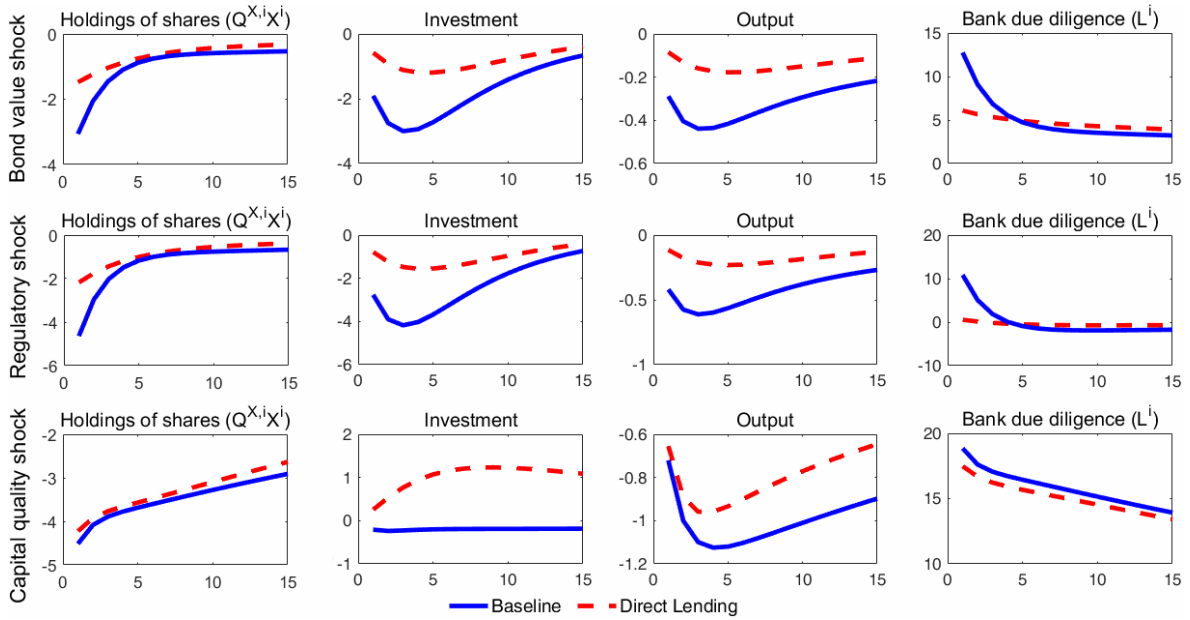 Holdings of shares (Q^{X,i}X^i) Investment Output Bank due diligence (L^i)
Bond value shock
0 -2 -4
0 5 10 15
0 -2 -4
0 5 10 15
0 -0.2 -0.4 -0.6
0 5 10 15
15 10 5 0
0 5 10 15
Holdings of shares (Q^{X,i}X^i) Investment Output Bank due diligence (L^i)
Regulatory shock
0 -2 -4 -6
0 5 10 15
0 -2 -4 -6
0 5 10 15
0 -0.5 -1
0 5 10 15
20 10 0 -10
0 5 10 15
Holdings of shares (Q^{X,i}X^i) Investment Output Bank due diligence (L^i)
Capital quality shock
-2 -3 -4 -5
0 5 10 15
2 1 0 -1
0 5 10 15
-0.6 -0.8 -1 -1.2
0 5 10 15
20 15 10
0 5 10 15
Baseline Direct Lending